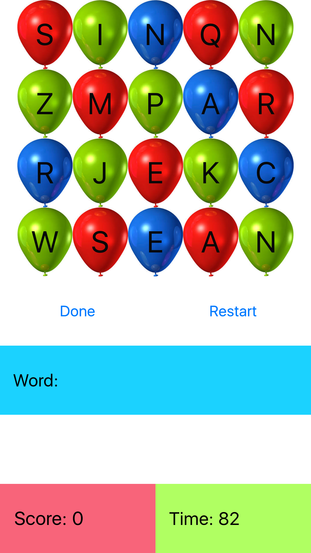 S I N Q N
Z M P A R
R J E K C
W S E A N
Done Restart
Word:
Score: 0 Time: 82